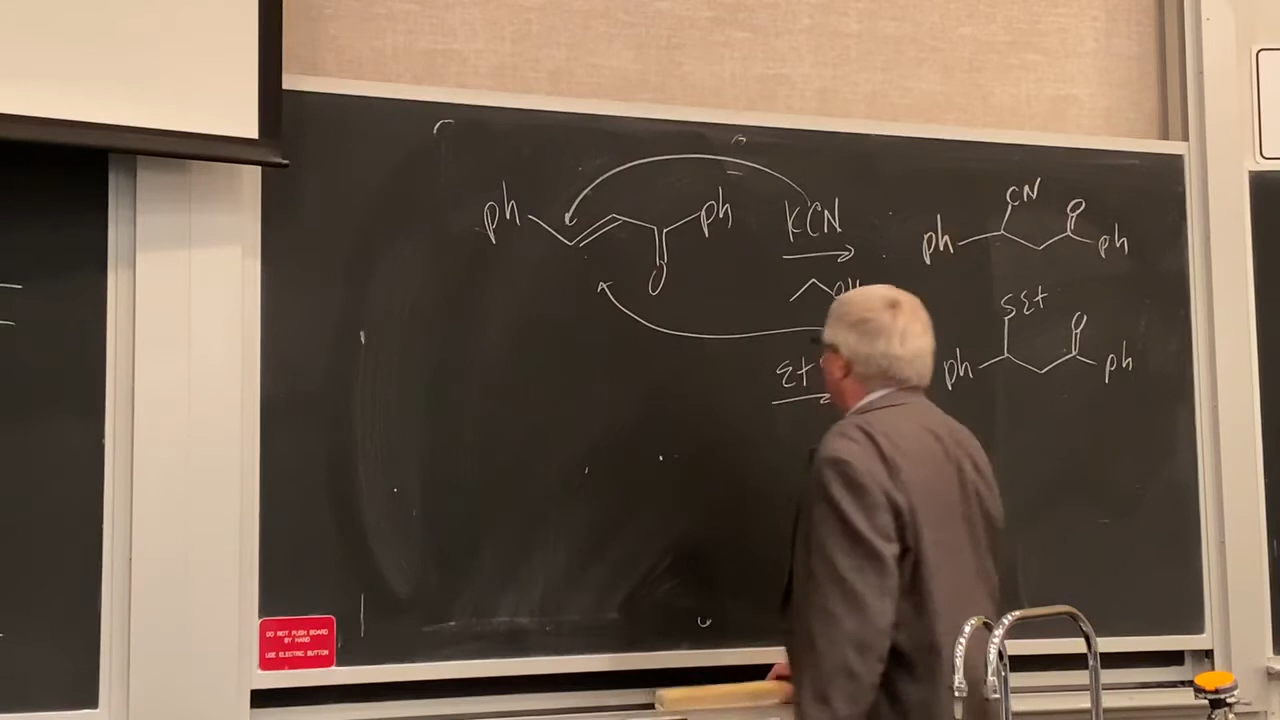 ph
ph
O
KCN
CN
ph
O
ph
SEt
ph
O
ph
Et
DO NOT PUSH BOARD
BY HAND
USE ELECTRIC BUTTON